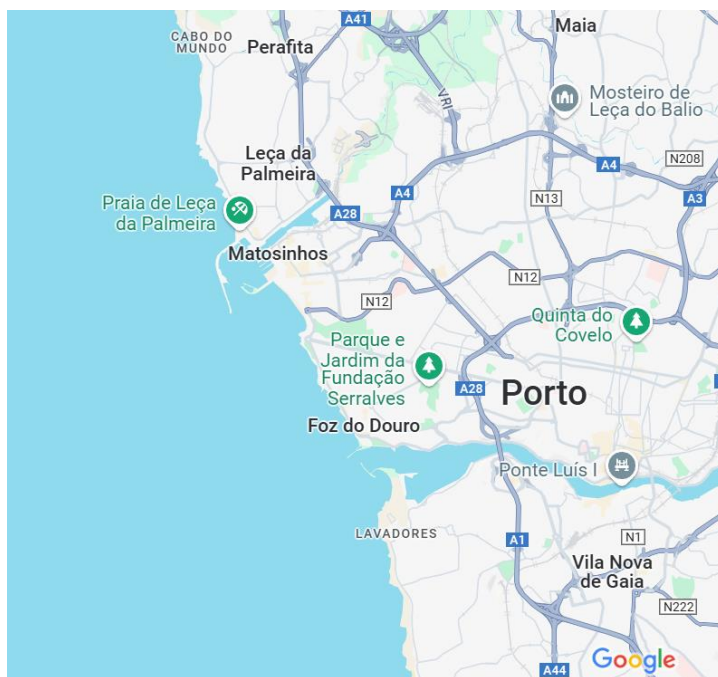 A41
Maia
CABO DO
MUNDO
Perafita
VRI
Mosteiro de
Leça do Balio
Leça da
Palmeira
N208
A4
A4
A3
N13
Praia de Leça
da Palmeira
A28
Matosinhos
N12
N12
Quinta do
Covelo
Parque e
Jardim da
Fundação
Serralves
A28
Porto
Foz do Douro
Ponte Luís I
LAVADORES
A1
N1
Vila Nova
de Gaia
N222
Google
A44